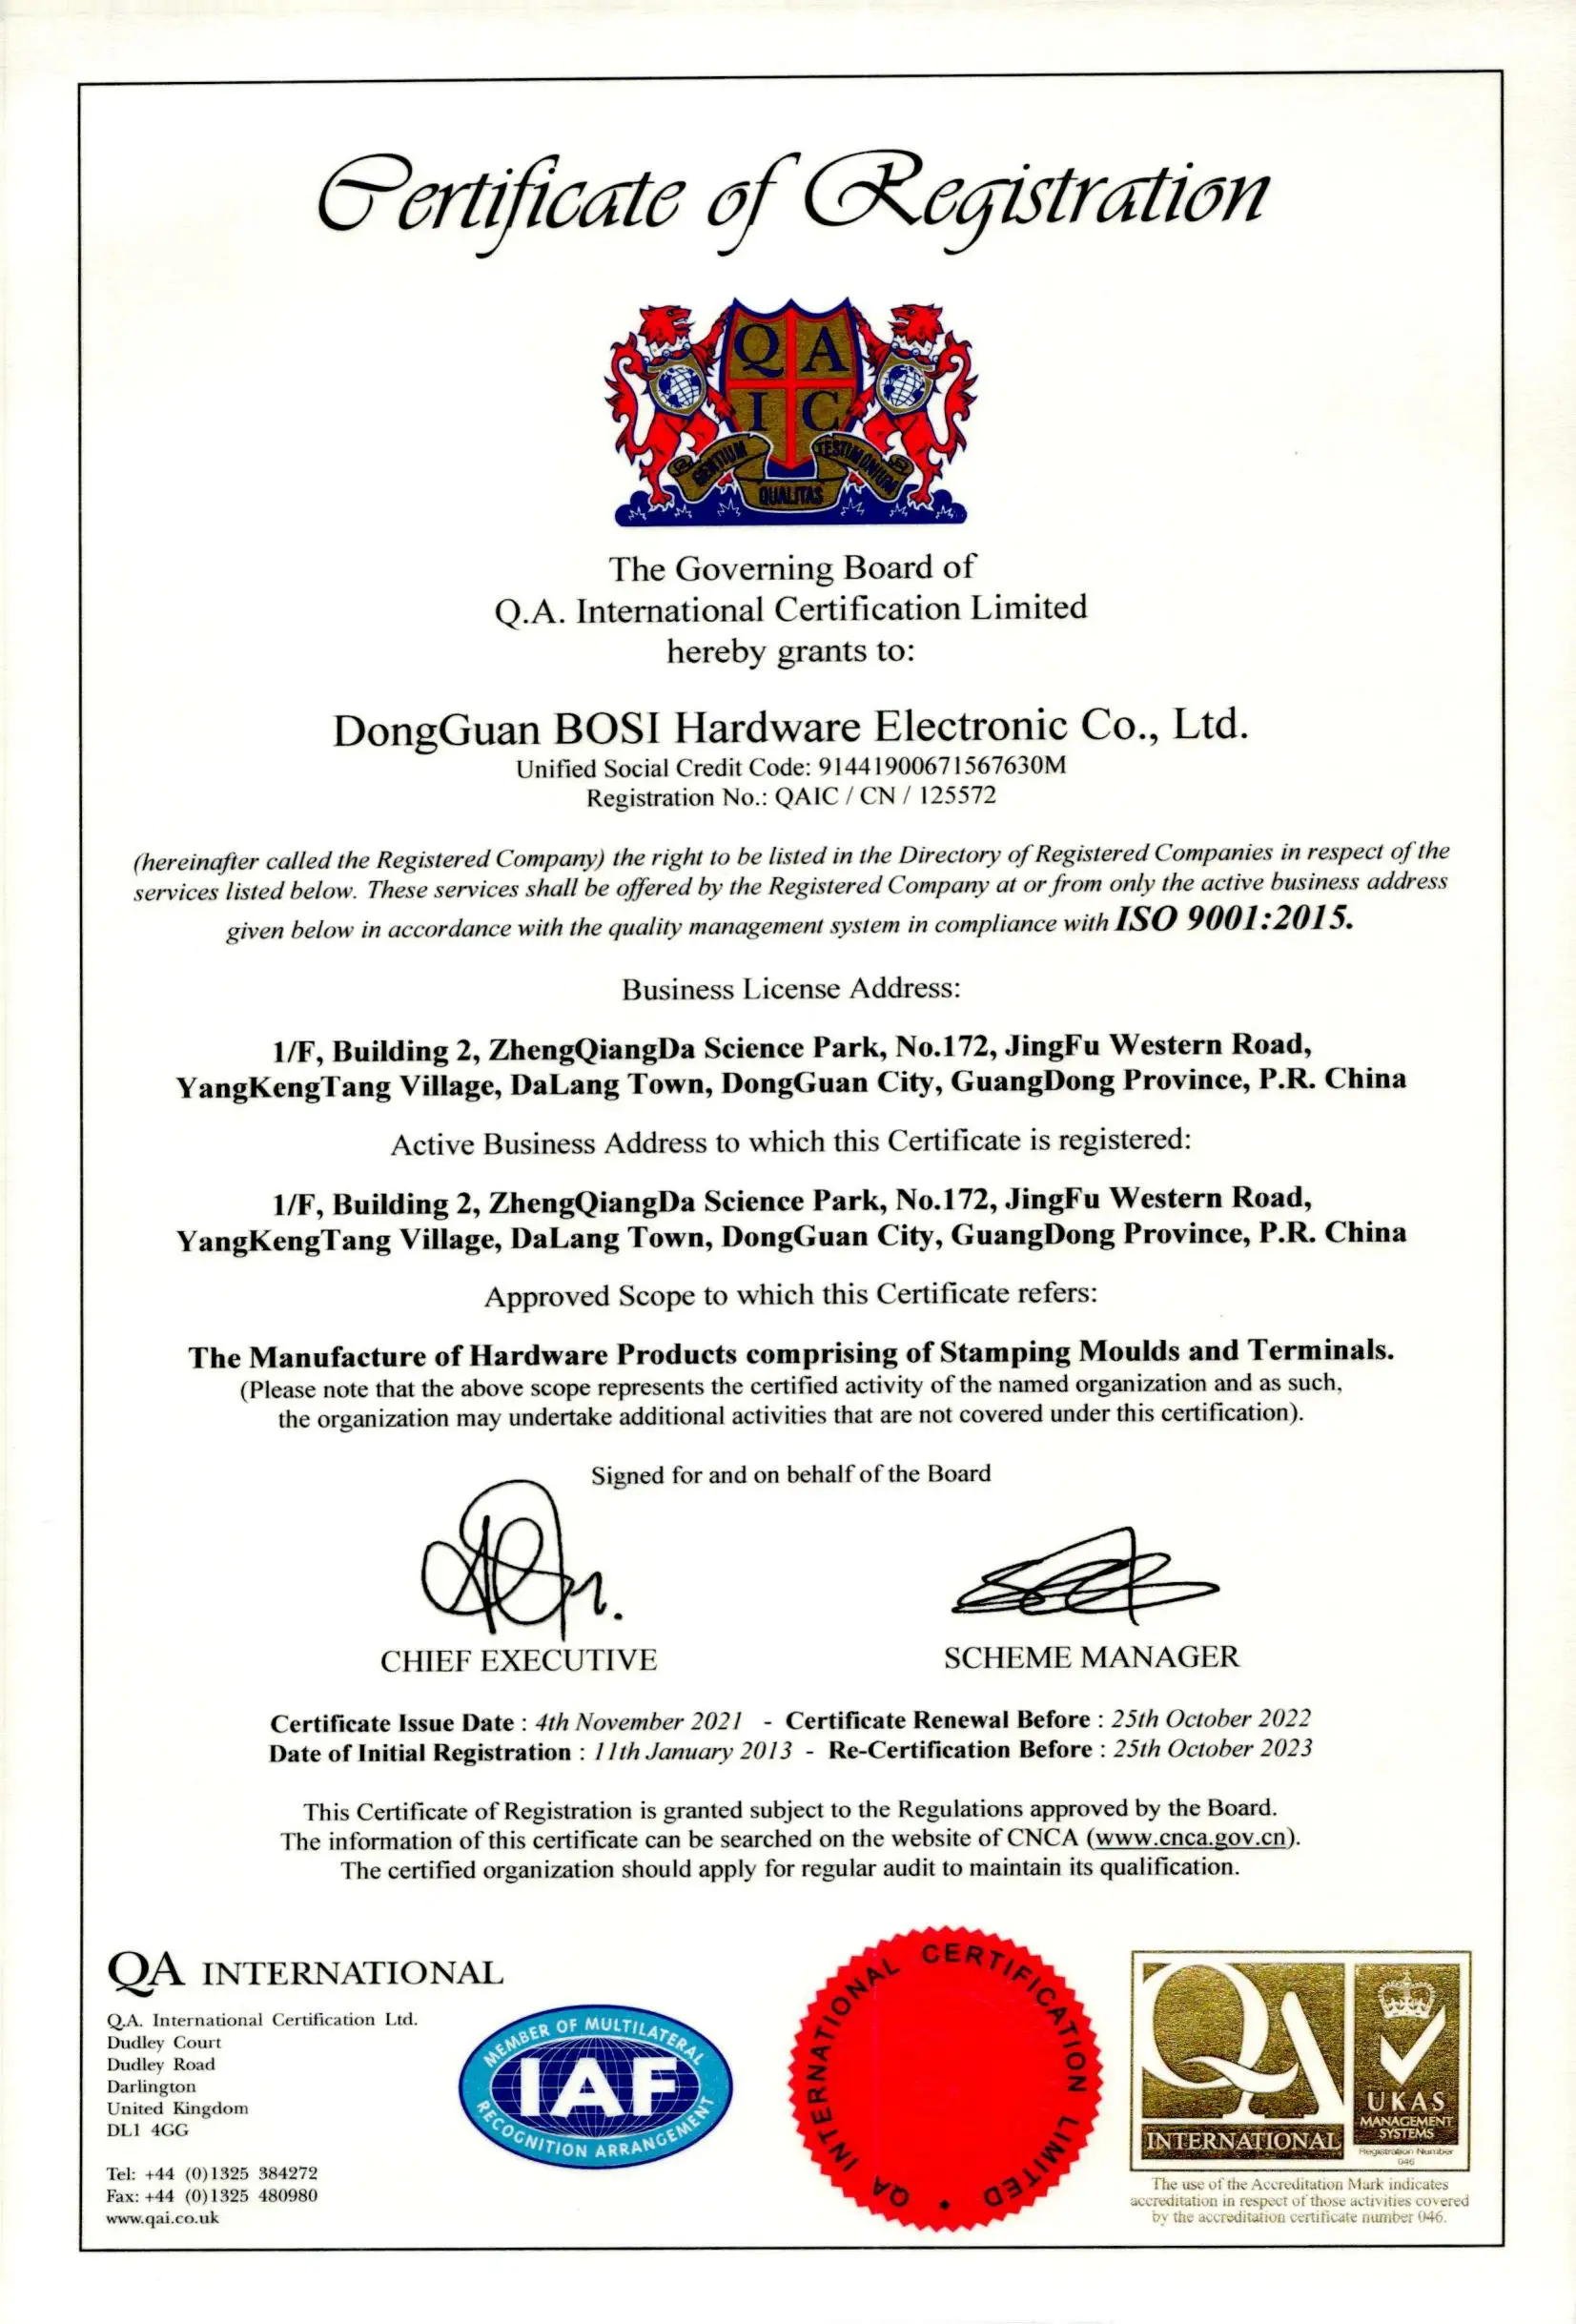 Certificate of Registration
Q A
I C
GENTIUM QUALITAS TESTIMONIUM
The Governing Board of
Q.A. International Certification Limited
hereby grants to:
DongGuan BOSI Hardware Electronic Co., Ltd.
Unified Social Credit Code: 91441900671567630M
Registration No.: QAIC / CN / 125572
(hereinafter called the Registered Company) the right to be listed in the Directory of Registered Companies in respect of the
services listed below. These services shall be offered by the Registered Company at or from only the active business address
given below in accordance with the quality management system in compliance with ISO 9001:2015.
Business License Address:
1/F, Building 2, ZhengQiangDa Science Park, No.172, JingFu Western Road,
YangKengTang Village, DaLang Town, DongGuan City, GuangDong Province, P.R. China
Active Business Address to which this Certificate is registered:
1/F, Building 2, ZhengQiangDa Science Park, No.172, JingFu Western Road,
YangKengTang Village, DaLang Town, DongGuan City, GuangDong Province, P.R. China
Approved Scope to which this Certificate refers:
The Manufacture of Hardware Products comprising of Stamping Moulds and Terminals.
(Please note that the above scope represents the certified activity of the named organization and as such,
the organization may undertake additional activities that are not covered under this certification).
Signed for and on behalf of the Board
CHIEF EXECUTIVE SCHEME MANAGER
Certificate Issue Date : 4th November 2021 - Certificate Renewal Before : 25th October 2022
Date of Initial Registration : 11th January 2013 - Re-Certification Before : 25th October 2023
This Certificate of Registration is granted subject to the Regulations approved by the Board.
The information of this certificate can be searched on the website of CNCA (www.cnca.gov.cn).
The certified organization should apply for regular audit to maintain its qualification.
QA INTERNATIONAL
Q.A. International Certification Ltd.
Dudley Court
Dudley Road
Darlington
United Kingdom
DL1 4GG
Tel: +44 (0)1325 384272
Fax: +44 (0)1325 480980
www.qai.co.uk
MEMBER OF MULTILATERAL
IAF
RECOGNITION ARRANGEMENT
QA INTERNATIONAL CERTIFICATION LIMITED
QA
INTERNATIONAL
UKAS
MANAGEMENT
SYSTEMS
Registration Number
046
The use of the Accreditation Mark indicates
accreditation in respect of those activities covered
by the accreditation certificate number 046.